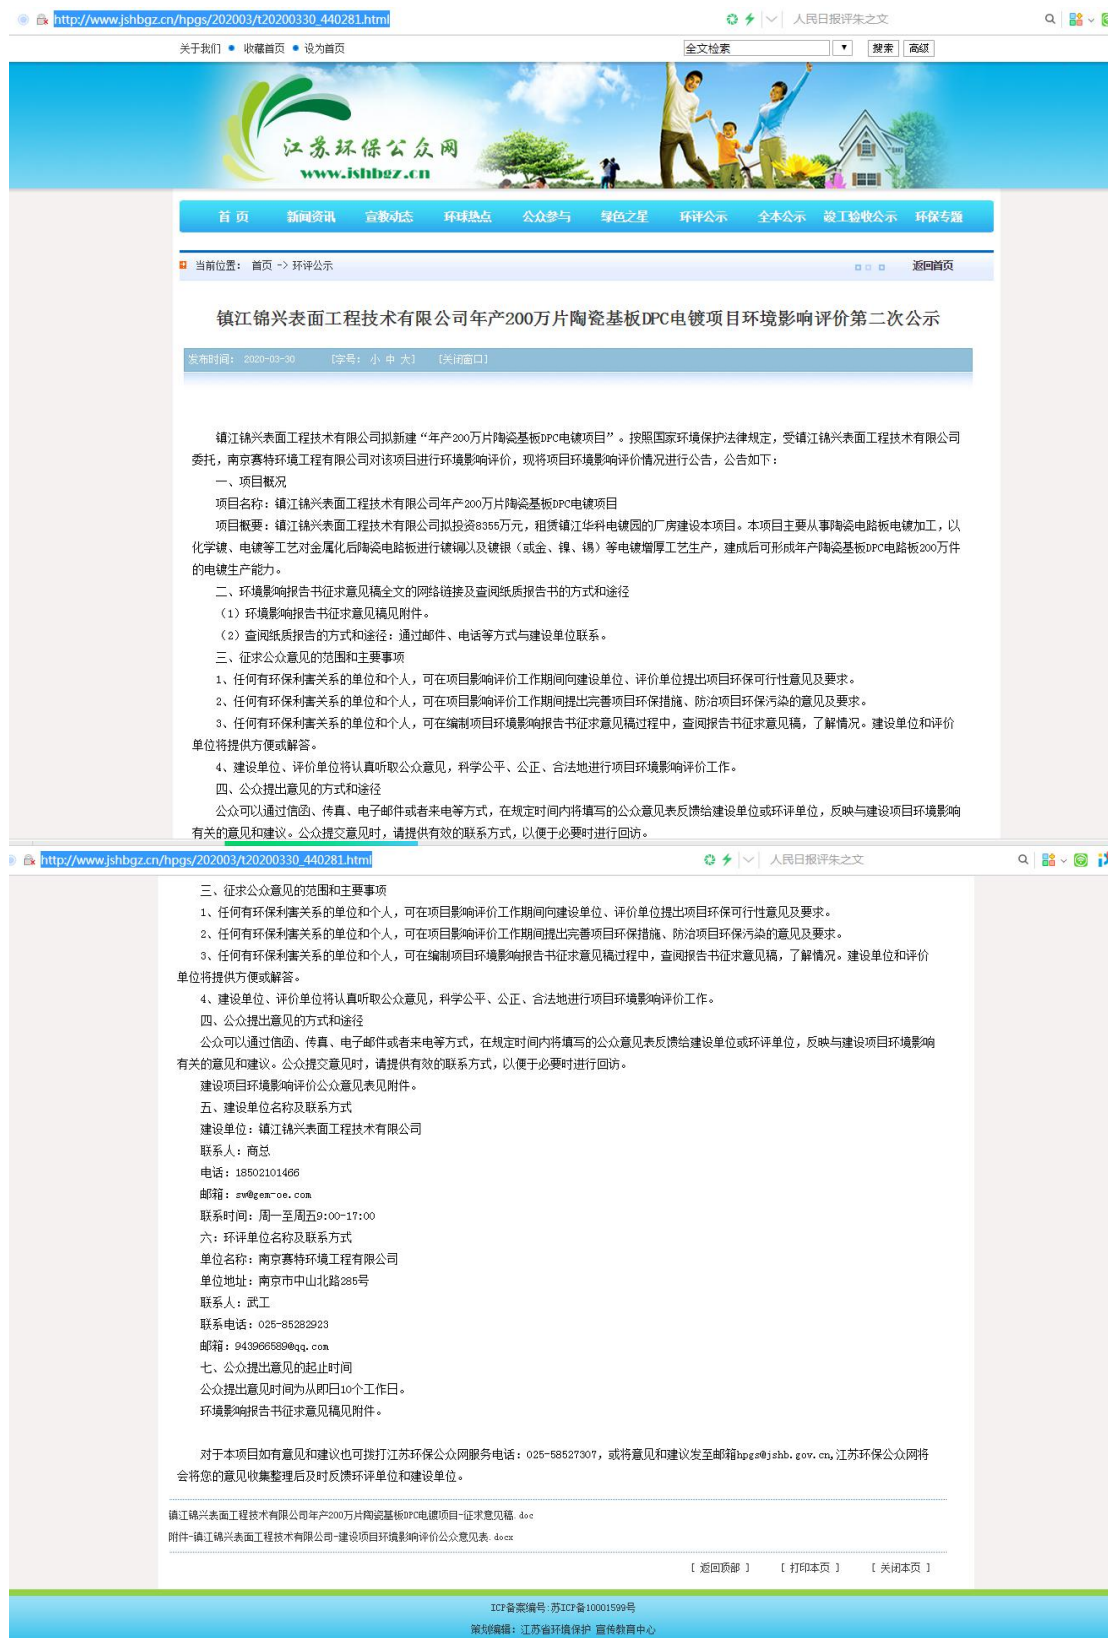 http://www.jshbgz.cn/hpgs/202003/t20200330_440281.html 人民日报评朱之文
关于我们 收藏首页 设为首页 全文检索 搜索 高级
江苏环保公众网
www.jshbgz.cn
首 页 新闻资讯 宣教动态 环球热点 公众参与 绿色之星 环评公示 全本公示 竣工验收公示 环保专题
当前位置： 首页 -> 环评公示 返回首页
镇江锦兴表面工程技术有限公司年产200万片陶瓷基板DPC电镀项目环境影响评价第二次公示
发布时间： 2020-03-30 [字号： 小 中 大] [关闭窗口]
镇江锦兴表面工程技术有限公司拟新建“年产200万片陶瓷基板DPC电镀项目”。按照国家环境保护法律规定，受镇江锦兴表面工程技术有限公司
委托，南京赛特环境工程有限公司对该项目进行环境影响评价，现将项目环境影响评价情况进行公告，公告如下：
一、项目概况
项目名称：镇江锦兴表面工程技术有限公司年产200万片陶瓷基板DPC电镀项目
项目概要：镇江锦兴表面工程技术有限公司拟投资8355万元，租赁镇江华科电镀园的厂房建设本项目。本项目主要从事陶瓷电路板电镀加工，以
化学镀、电镀等工艺对金属化后陶瓷电路板进行镀铜以及镀银（或金、镍、锡）等电镀增厚工艺生产，建成后可形成年产陶瓷基板DPC电路板200万件
的电镀生产能力。
二、环境影响报告书征求意见稿全文的网络链接及查阅纸质报告书的方式和途径
（1）环境影响报告书征求意见稿见附件。
（2）查阅纸质报告的方式和途径：通过邮件、电话等方式与建设单位联系。
三、征求公众意见的范围和主要事项
1、任何有环保利害关系的单位和个人，可在项目影响评价工作期间向建设单位、评价单位提出项目环保可行性意见及要求。
2、任何有环保利害关系的单位和个人，可在项目影响评价工作期间提出完善项目环保措施、防治项目环保污染的意见及要求。
3、任何有环保利害关系的单位和个人，可在编制项目环境影响报告书征求意见稿过程中，查阅报告书征求意见稿，了解情况。建设单位和评价
单位将提供方便或解答。
4、建设单位、评价单位将认真听取公众意见，科学公平、公正、合法地进行项目环境影响评价工作。
四、公众提出意见的方式和途径
公众可以通过信函、传真、电子邮件或者来电等方式，在规定时间内将填写的公众意见表反馈给建设单位或环评单位，反映与建设项目环境影响
有关的意见和建议。公众提交意见时，请提供有效的联系方式，以便于必要时进行回访。
http://www.jshbgz.cn/hpgs/202003/t20200330_440281.html 人民日报评朱之文
三、征求公众意见的范围和主要事项
1、任何有环保利害关系的单位和个人，可在项目影响评价工作期间向建设单位、评价单位提出项目环保可行性意见及要求。
2、任何有环保利害关系的单位和个人，可在项目影响评价工作期间提出完善项目环保措施、防治项目环保污染的意见及要求。
3、任何有环保利害关系的单位和个人，可在编制项目环境影响报告书征求意见稿过程中，查阅报告书征求意见稿，了解情况。建设单位和评价
单位将提供方便或解答。
4、建设单位、评价单位将认真听取公众意见，科学公平、公正、合法地进行项目环境影响评价工作。
四、公众提出意见的方式和途径
公众可以通过信函、传真、电子邮件或者来电等方式，在规定时间内将填写的公众意见表反馈给建设单位或环评单位，反映与建设项目环境影响
有关的意见和建议。公众提交意见时，请提供有效的联系方式，以便于必要时进行回访。
建设项目环境影响评价公众意见表见附件。
五、建设单位名称及联系方式
建设单位：镇江锦兴表面工程技术有限公司
联系人：商总
电话：18502101466
邮箱：sw@gem-oe.com
联系时间：周一至周五9:00-17:00
六：环评单位名称及联系方式
单位名称：南京赛特环境工程有限公司
单位地址：南京市中山北路285号
联系人：武工
联系电话：025-85282923
邮箱：943966589@qq.com
七、公众提出意见的起止时间
公众提出意见时间为从即日10个工作日。
环境影响报告书征求意见稿见附件。
对于本项目如有意见和建议也可拨打江苏环保公众网服务电话：025-58527307，或将意见和建议发至邮箱hpgs@jshb.gov.cn,江苏环保公众网将
会将您的意见收集整理后及时反馈环评单位和建设单位。
镇江锦兴表面工程技术有限公司年产200万片陶瓷基板DPC电镀项目-征求意见稿.doc
附件-镇江锦兴表面工程技术有限公司-建设项目环境影响评价公众意见表.docx
[ 返回顶部 ] [ 打印本页 ] [ 关闭本页 ]
ICP备案编号:苏ICP备10001599号
策划编辑：江苏省环境保护 宣传教育中心